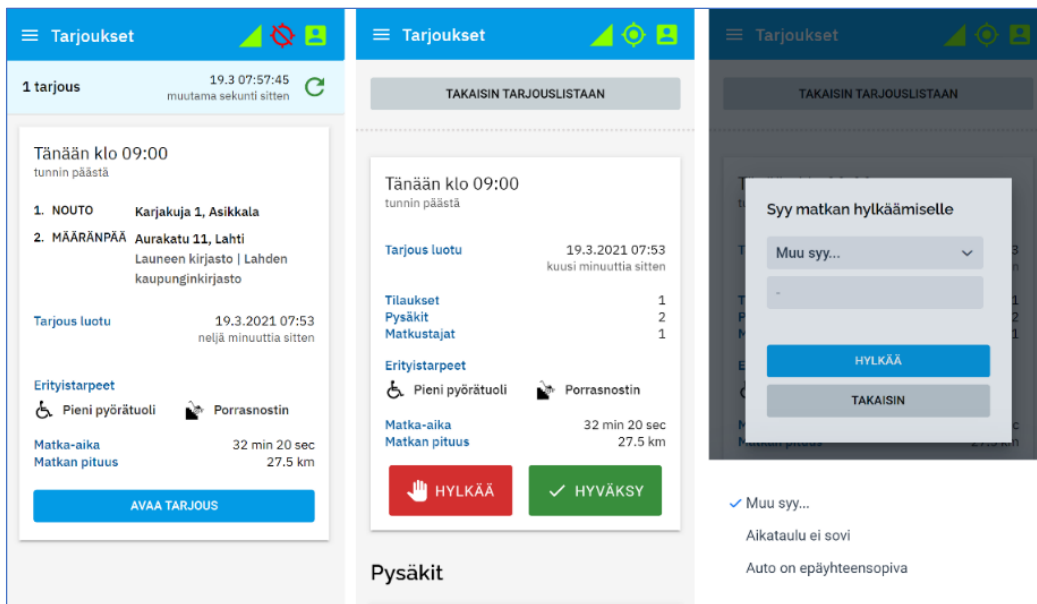 Tarjoukset
1 tarjous
19.3 07:57:45
muutama sekunti sitten
Tänään klo 09:00
tunnin päästä
1. NOUTO Karjakuja 1, Asikkala
2. MÄÄRÄNPÄÄ Aurakatu 11, Lahti
Launeen kirjasto | Lahden
kaupunginkirjasto
Tarjous luotu 19.3.2021 07:53
neljä minuuttia sitten
Erityistarpeet
Pieni pyörätuoli Porrasnostin
Matka-aika 32 min 20 sec
Matkan pituus 27.5 km
AVAA TARJOUS
Tarjoukset
TAKAISIN TARJOUSLISTAAN
Tänään klo 09:00
tunnin päästä
Tarjous luotu 19.3.2021 07:53
kuusi minuuttia sitten
Tilaukset 1
Pysäkit 2
Matkustajat 1
Erityistarpeet
Pieni pyörätuoli Porrasnostin
Matka-aika 32 min 20 sec
Matkan pituus 27.5 km
HYLKÄÄ HYVÄKSY
Pysäkit
Tarjoukset
TAKAISIN TARJOUSLISTAAN
Syy matkan hylkäämiselle
Muu syy...
-
HYLKÄÄ
TAKAISIN
Matkan pituus 27.5 km
Muu syy...
Aikataulu ei sovi
Auto on epäyhteensopiva